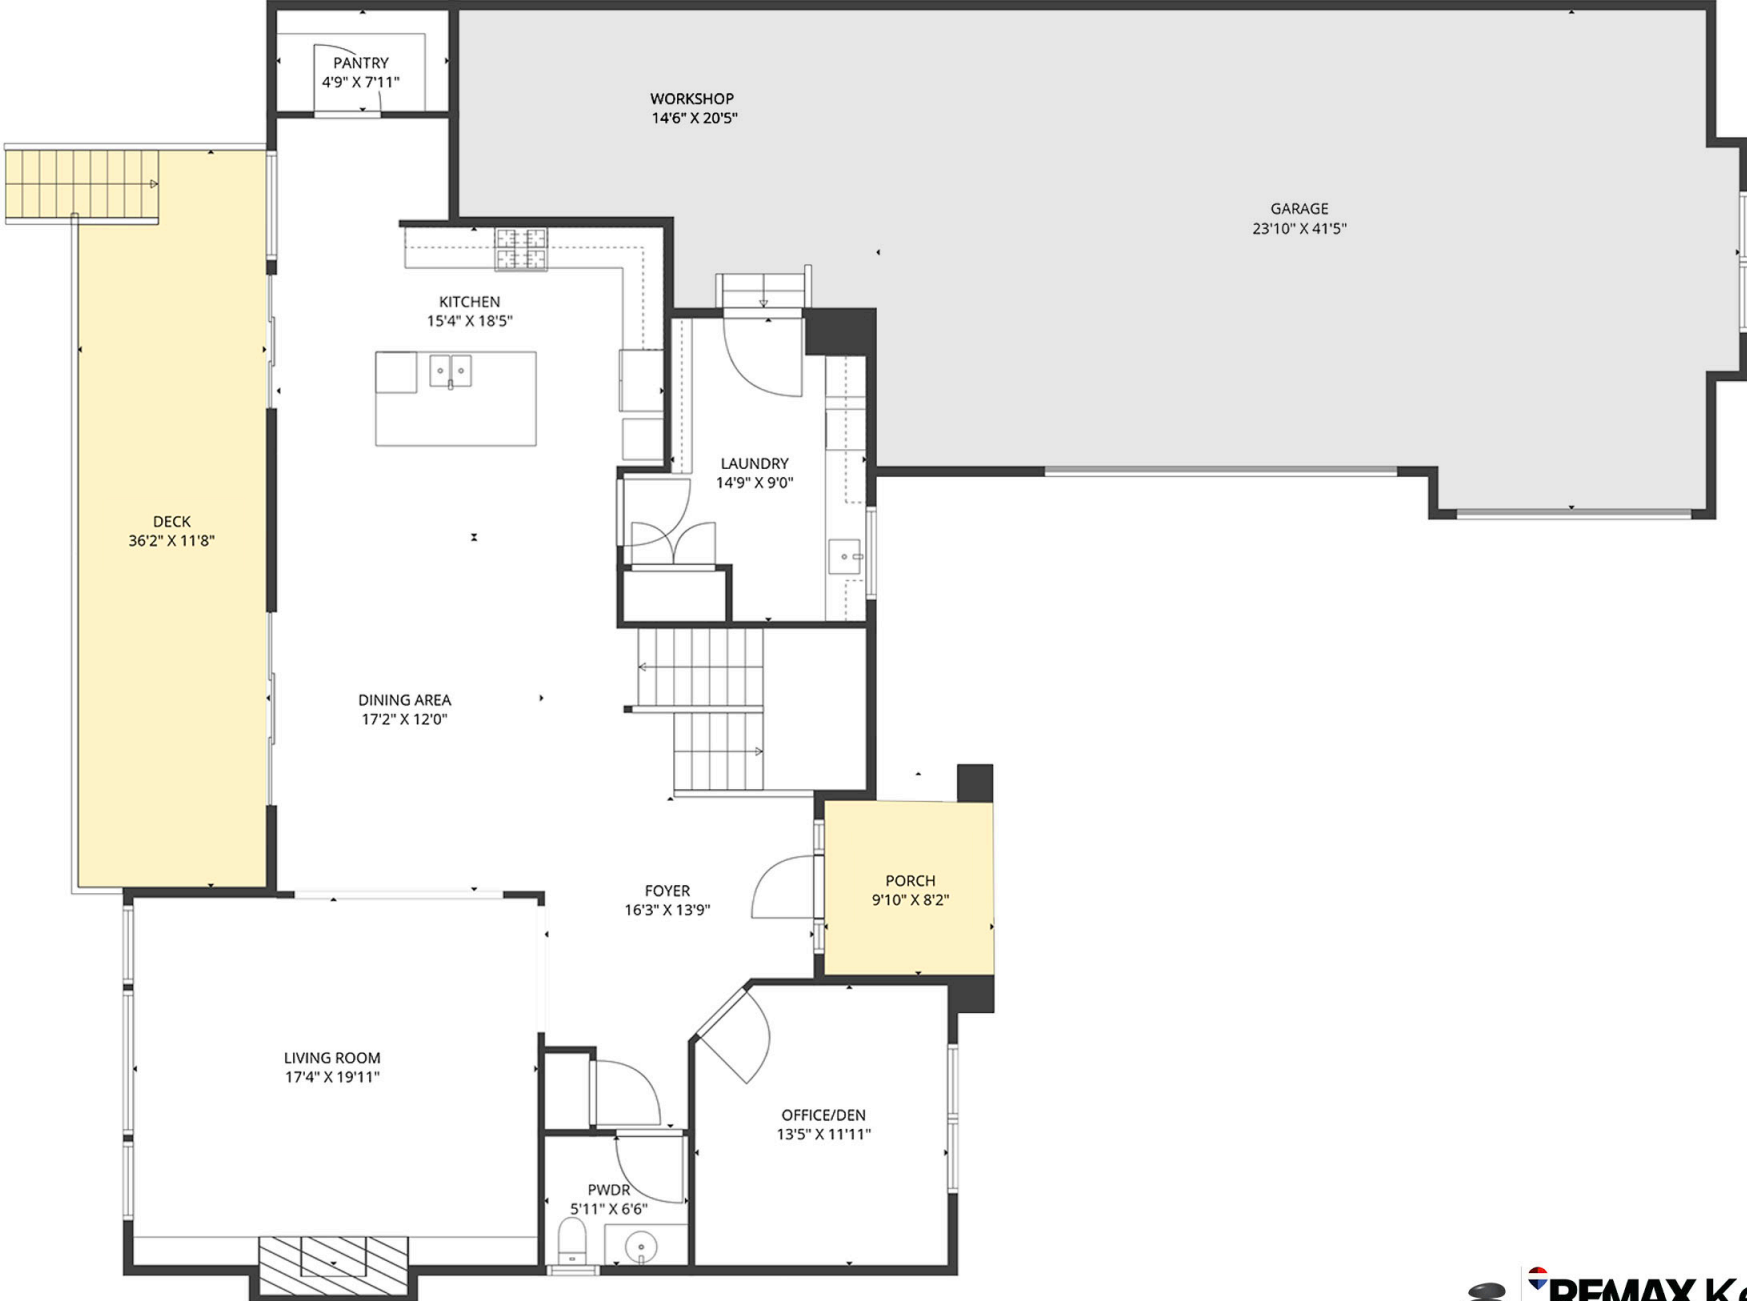 PANTRY
4'9" X 7'11"
WORKSHOP
14'6" X 20'5"
GARAGE
23'10" X 41'5"
KITCHEN
15'4" X 18'5"
LAUNDRY
14'9" X 9'0"
DECK
36'2" X 11'8"
DINING AREA
17'2" X 12'0"
FOYER
16'3" X 13'9"
PORCH
9'10" X 8'2"
LIVING ROOM
17'4" X 19'11"
OFFICE/DEN
13'5" X 11'11"
PWDR
5'11" X 6'6"
REMAX